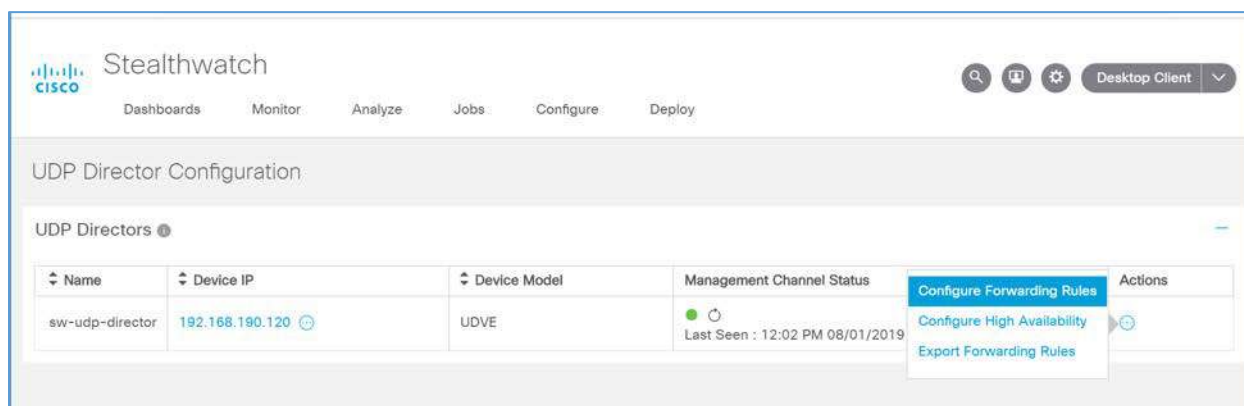 Stealthwatch
CISCO
Desktop Client
Dashboards Monitor Analyze Jobs Configure Deploy
UDP Director Configuration
UDP Directors
Name Device IP Device Model Management Channel Status Actions
Configure Forwarding Rules
sw-udp-director 192.168.190.120 UDVE
Configure High Availability
Last Seen : 12:02 PM 08/01/2019
Export Forwarding Rules